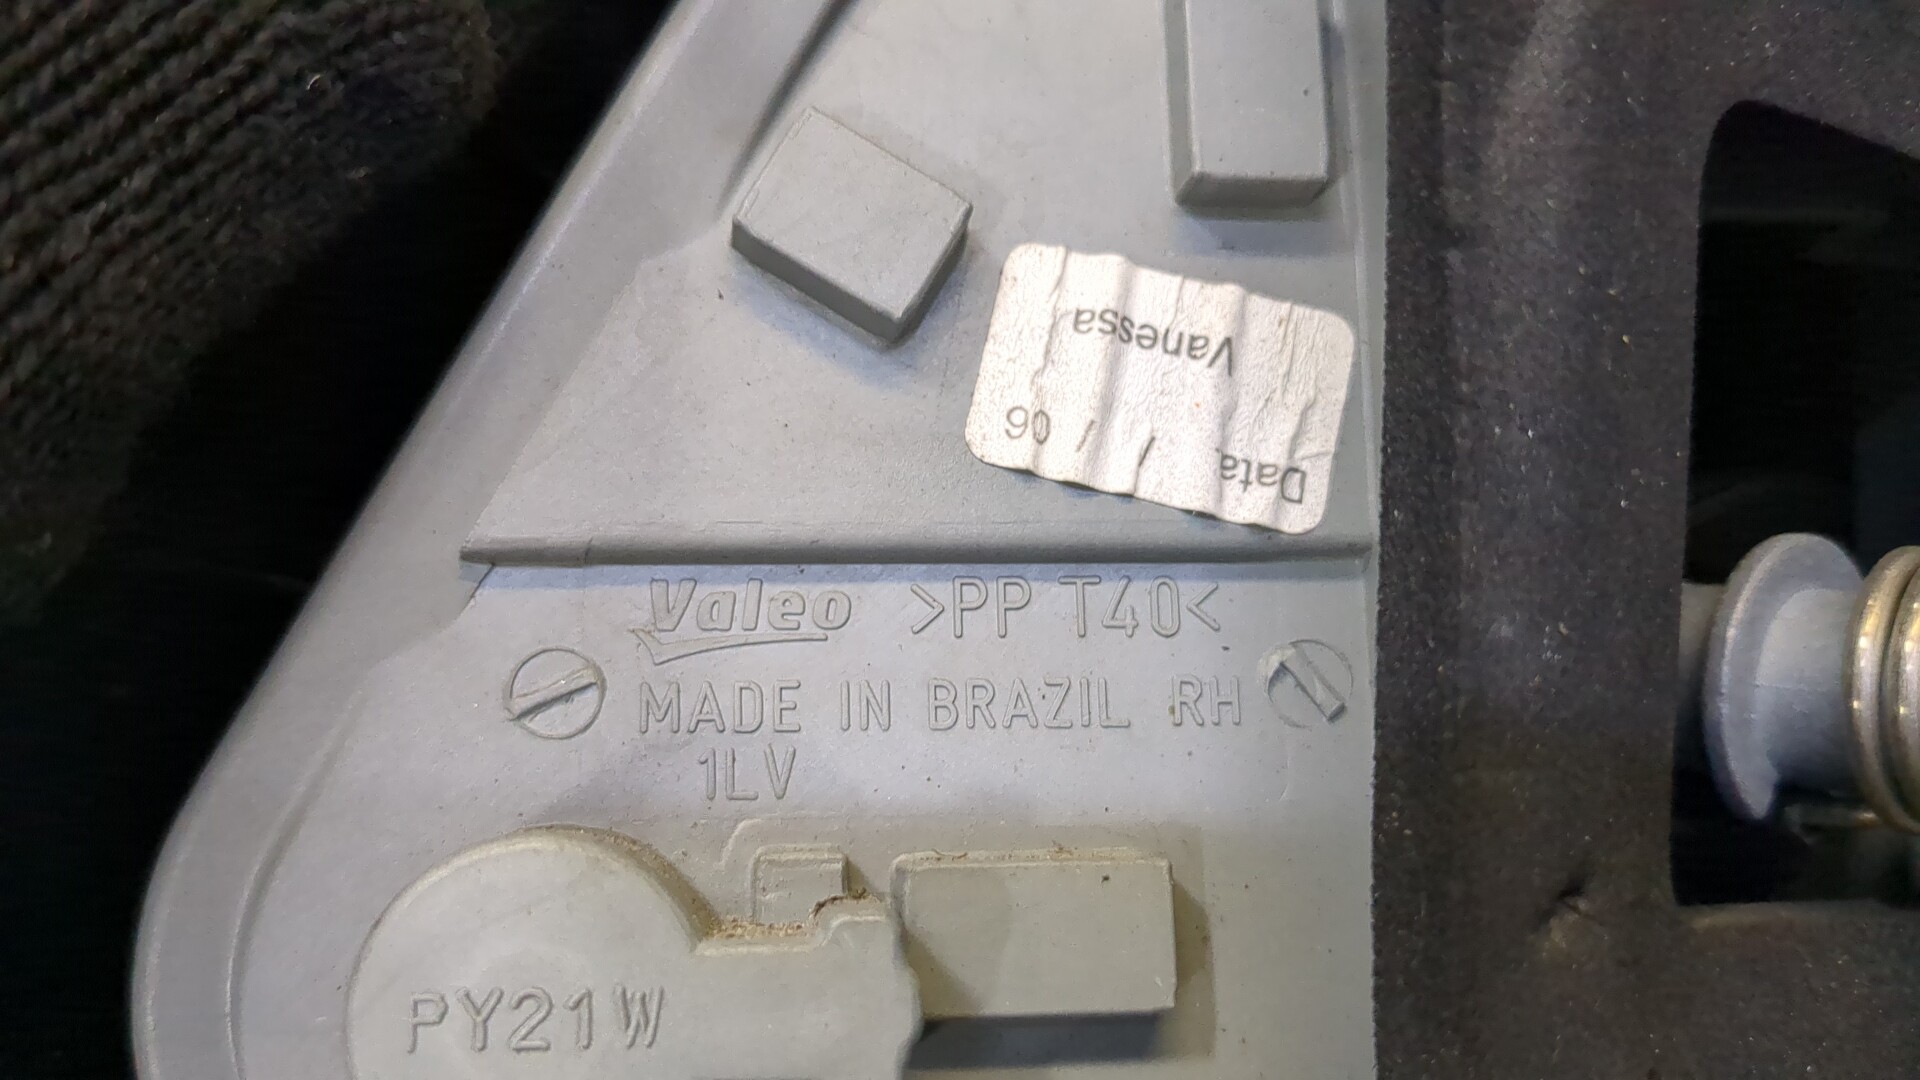 Data / / 06
Vanessa
Valeo >PP T40<
MADE IN BRAZIL RH
1LV
PY21W